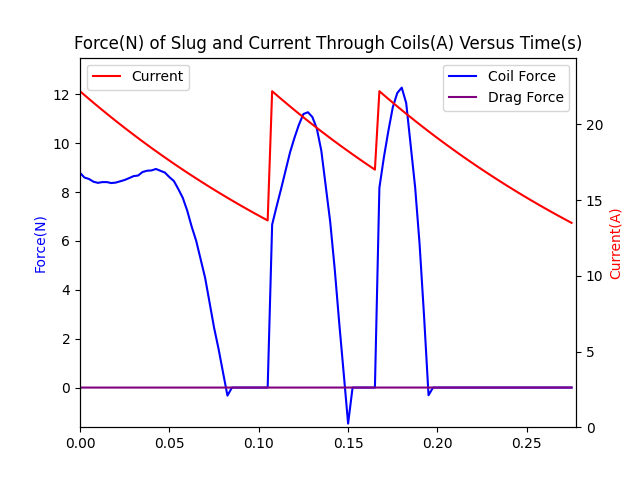 Force(N) of Slug and Current Through Coils(A) Versus Time(s)
Current
Coil Force
Drag Force
12
10
8
6
4
2
0
Force(N)
20
15
10
5
0
Current(A)
0.00 0.05 0.10 0.15 0.20 0.25